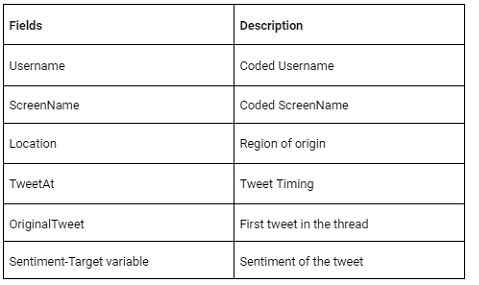 Fields Description
Username Coded Username
ScreenName Coded ScreenName
Location Region of origin
TweetAt Tweet Timing
OriginalTweet First tweet in the thread
Sentiment-Target variable Sentiment of the tweet